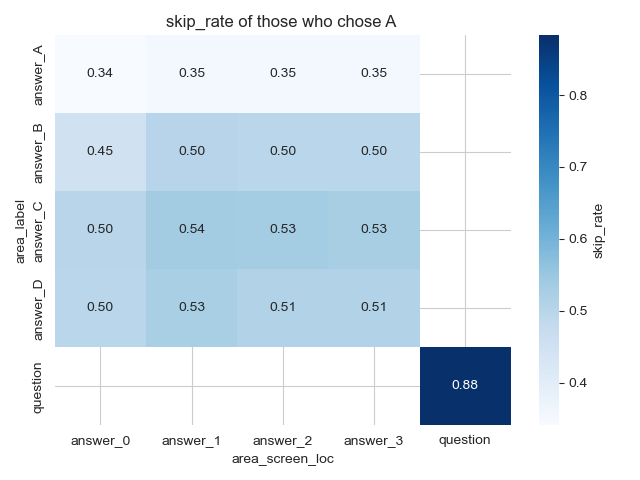 skip_rate of those who chose A
area_label
answer_A
0.34 0.35 0.35 0.35
answer_B
0.45 0.50 0.50 0.50
answer_C
0.50 0.54 0.53 0.53
answer_D
0.50 0.53 0.51 0.51
question
0.88
answer_0 answer_1 answer_2 answer_3 question
area_screen_loc
0.8
0.7
0.6
0.5
0.4
skip_rate